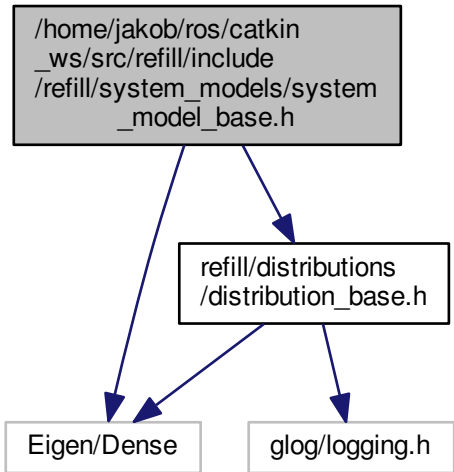 /home/jakob/ros/catkin
_ws/src/refill/include
/refill/system_models/system
_model_base.h
refill/distributions
/distribution_base.h
Eigen/Dense
glog/logging.h